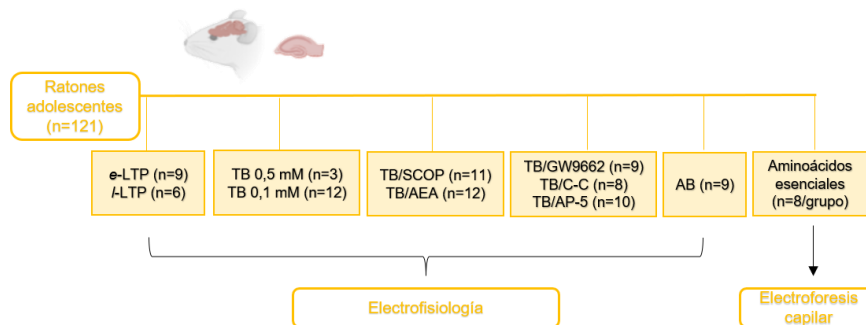 Ratones
adolescentes
(n=121)
e-LTP (n=9)
l-LTP (n=6)
TB 0,5 mM (n=3)
TB 0,1 mM (n=12)
TB/SCOP (n=11)
TB/AEA (n=12)
TB/GW9662 (n=9)
TB/C-C (n=8)
TB/AP-5 (n=10)
AB (n=9)
Aminoácidos
esenciales
(n=8/grupo)
Electrofisiología
Electroforesis
capilar